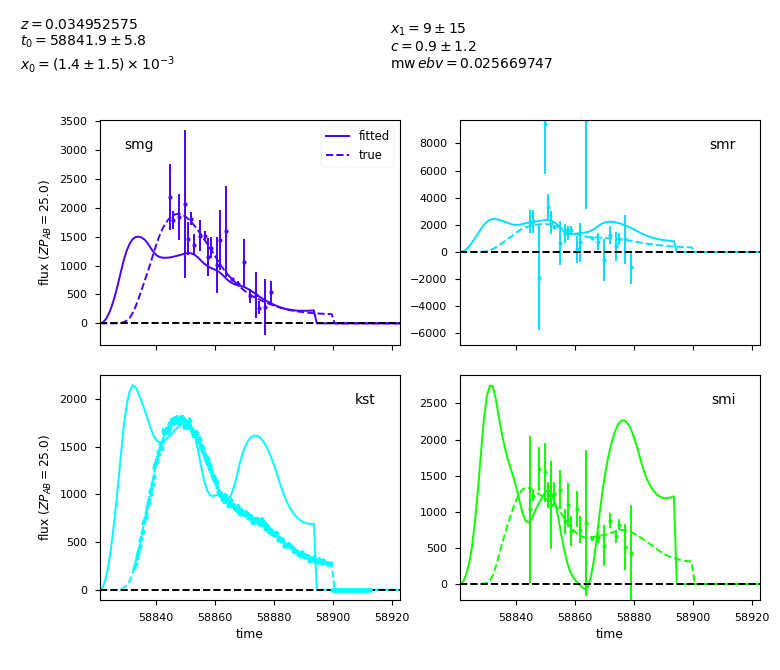 z = 0.034952575
t₀ = 58841.9 ± 5.8
x₀ = (1.4 ± 1.5) × 10⁻³
x₁ = 9 ± 15
c = 0.9 ± 1.2
mw ebv = 0.025669747
smg
fitted
true
3500
3000
2500
2000
1500
1000
500
0
flux (ZP_AB = 25.0)
smr
8000
6000
4000
2000
0
−2000
−4000
−6000
kst
2000
1500
1000
500
0
flux (ZP_AB = 25.0)
58840 58860 58880 58900 58920
time
smi
2500
2000
1500
1000
500
0
58840 58860 58880 58900 58920
time